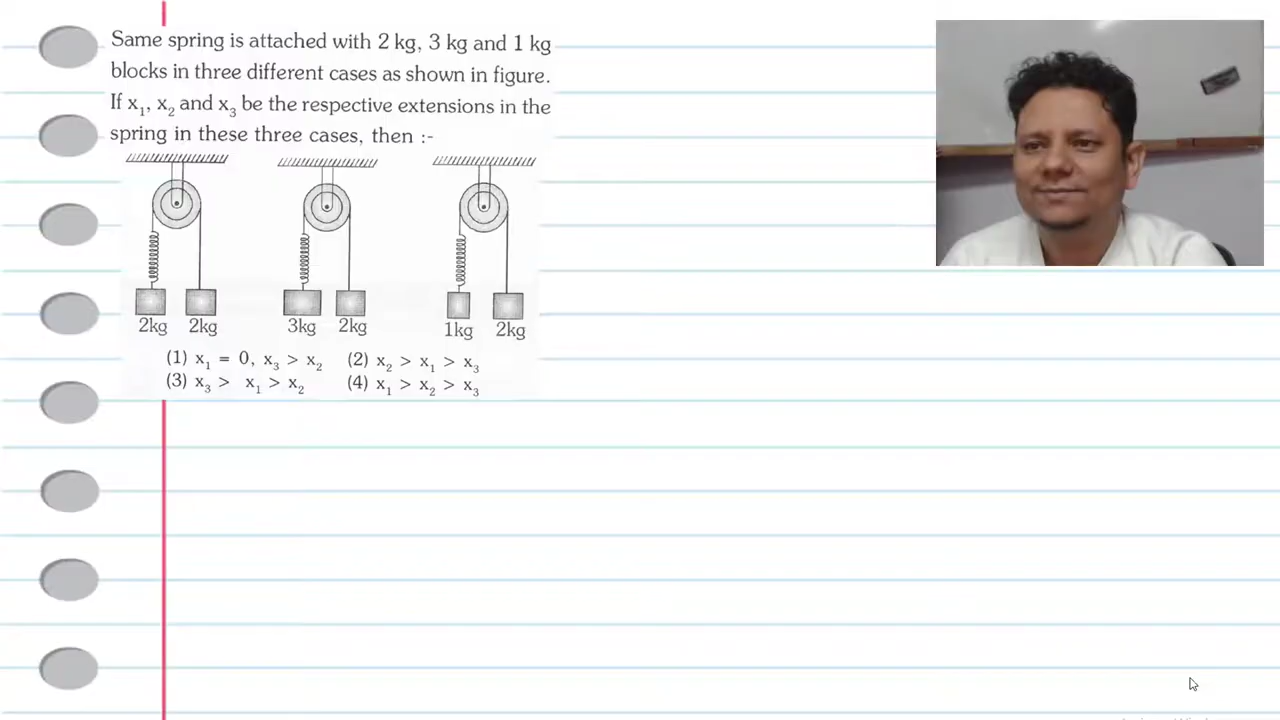 Same spring is attached with 2 kg, 3 kg and 1 kg
blocks in three different cases as shown in figure.
If x₁, x₂ and x₃ be the respective extensions in the
spring in these three cases, then :-
2kg 2kg 3kg 2kg 1kg 2kg
(1) x₁ = 0, x₃ > x₂ (2) x₂ > x₁ > x₃
(3) x₃ > x₁ > x₂ (4) x₁ > x₂ > x₃